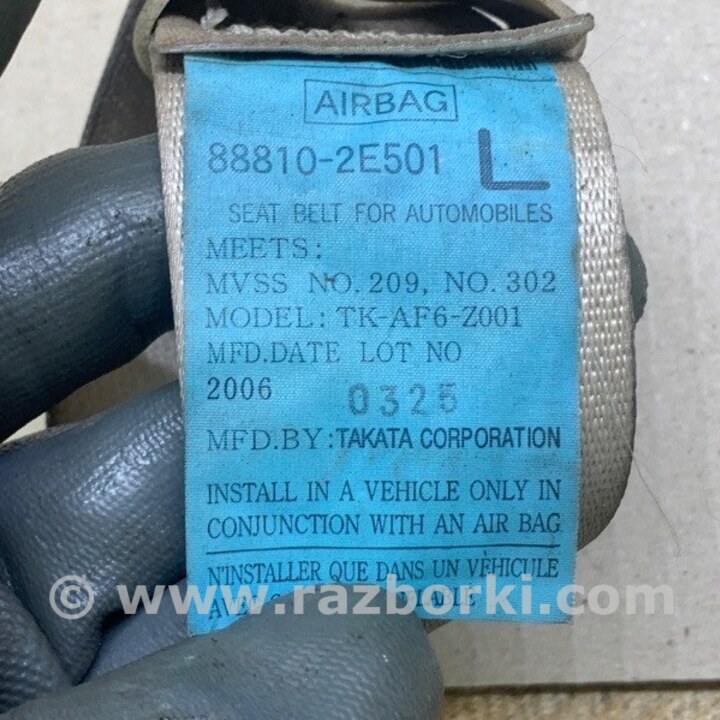 AIRBAG
88810-2E501 L
SEAT BELT FOR AUTOMOBILES
MEETS:
MVSS NO. 209, NO. 302
MODEL: TK-AF6-Z001
MFD.DATE LOT NO
2006 0325
MFD.BY: TAKATA CORPORATION
INSTALL IN A VEHICLE ONLY IN
CONJUNCTION WITH AN AIR BAG
N'INSTALLER QUE DANS UN VÈHICULE
© www.razborki.com